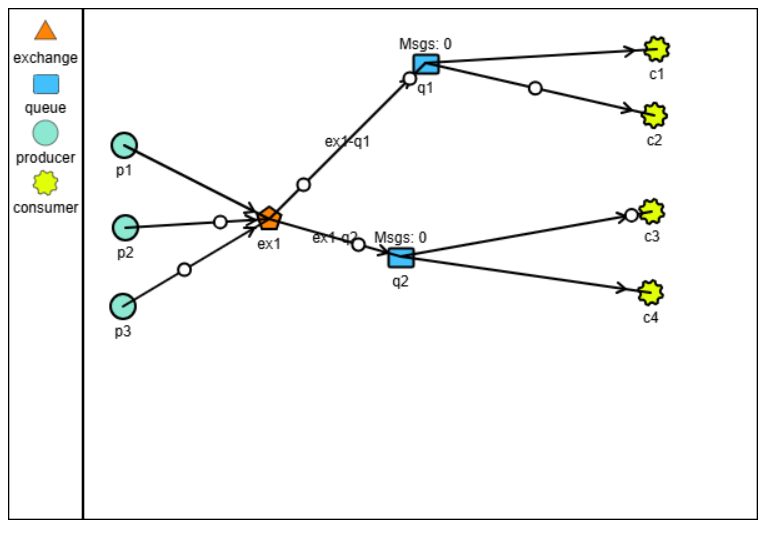 exchange
queue
producer
consumer
p1
p2
p3
ex1
ex1-q1
ex1-q2
Msgs: 0
q1
Msgs: 0
q2
c1
c2
c3
c4